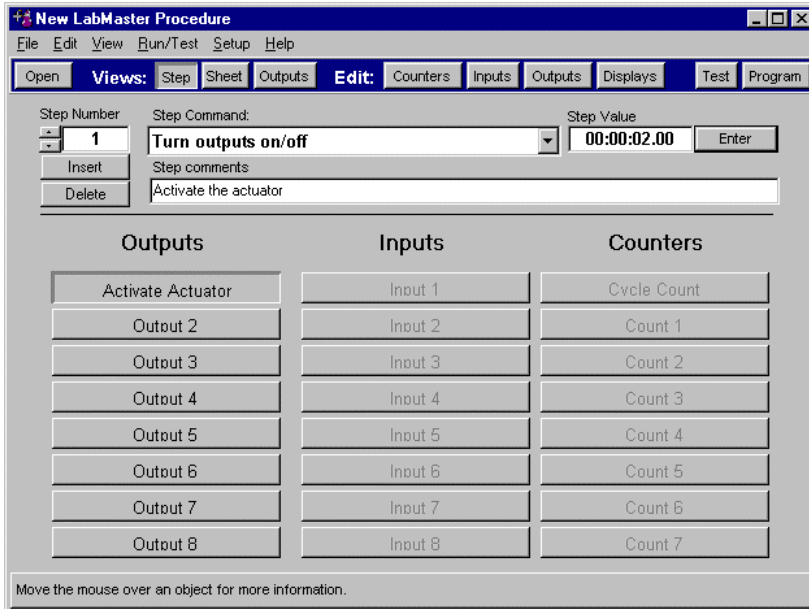 New LabMaster Procedure
File Edit View Run/Test Setup Help
Open Views: Step Sheet Outputs Edit: Counters Inputs Outputs Displays Test Program
Step Number Step Command: Step Value
1 Turn outputs on/off 00:00:02.00 Enter
Insert Step comments
Delete Activate the actuator
Outputs Inputs Counters
Activate Actuator Input 1 Cycle Count
Output 2 Input 2 Count 1
Output 3 Input 3 Count 2
Output 4 Input 4 Count 3
Output 5 Input 5 Count 4
Output 6 Input 6 Count 5
Output 7 Input 7 Count 6
Output 8 Input 8 Count 7
Move the mouse over an object for more information.